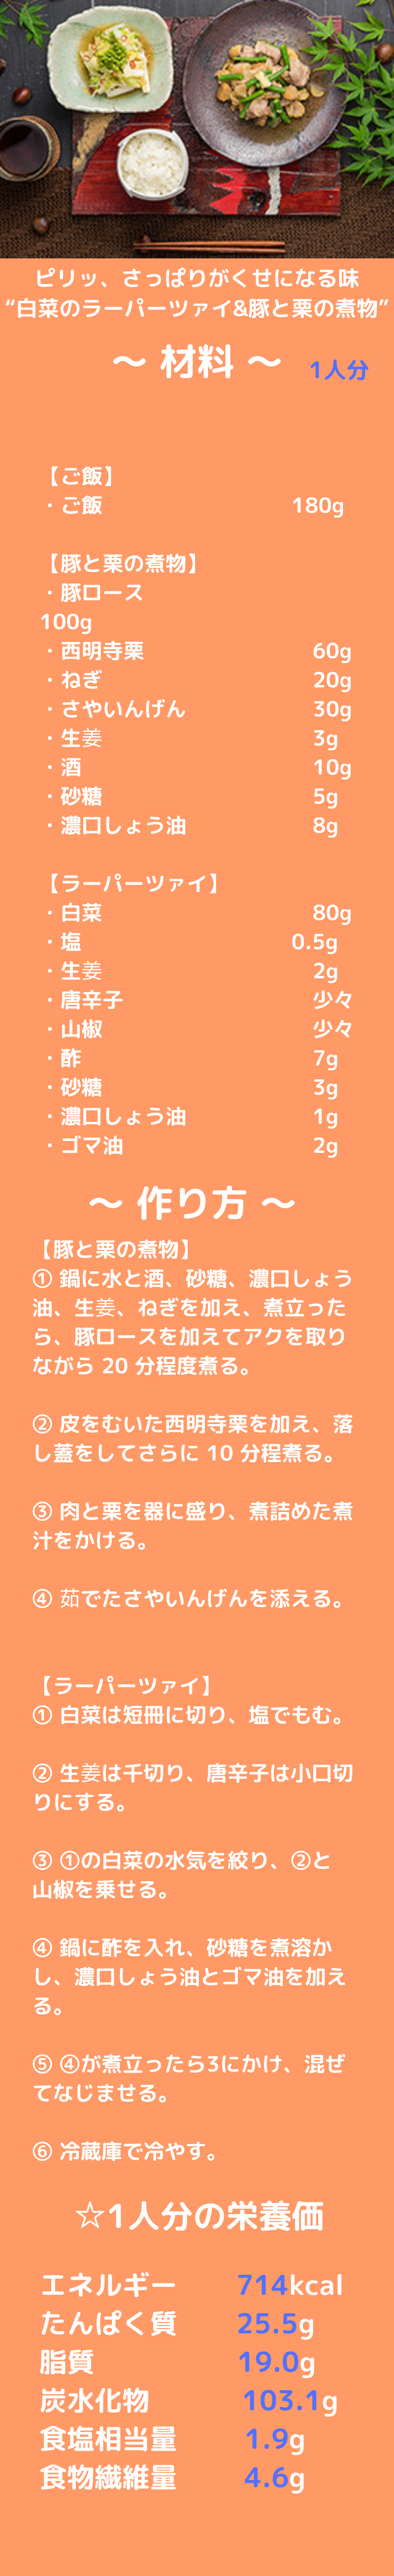 ピリッ、さっぱりがくせになる味
“白菜のラーパーツァイ&豚と栗の煮物”
～ 材料 ～ 1人分
【ご飯】
・ご飯 180g
【豚と栗の煮物】
・豚ロース
100g
・西明寺栗 60g
・ねぎ 20g
・さやいんげん 30g
・生姜 3g
・酒 10g
・砂糖 5g
・濃口しょう油 8g
【ラーパーツァイ】
・白菜 80g
・塩 0.5g
・生姜 2g
・唐辛子 少々
・山椒 少々
・酢 7g
・砂糖 3g
・濃口しょう油 1g
・ゴマ油 2g
～ 作り方 ～
【豚と栗の煮物】
① 鍋に水と酒、砂糖、濃口しょう
油、生姜、ねぎを加え、煮立った
ら、豚ロースを加えてアクを取り
ながら 20 分程度煮る。
② 皮をむいた西明寺栗を加え、落
し蓋をしてさらに 10 分程煮る。
③ 肉と栗を器に盛り、煮詰めた煮
汁をかける。
④ 茹でたさやいんげんを添える。
【ラーパーツァイ】
① 白菜は短冊に切り、塩でもむ。
② 生姜は千切り、唐辛子は小口切
りにする。
③ ①の白菜の水気を絞り、②と
山椒を乗せる。
④ 鍋に酢を入れ、砂糖を煮溶か
し、濃口しょう油とゴマ油を加え
る。
⑤ ④が煮立ったら3にかけ、混ぜ
てなじませる。
⑥ 冷蔵庫で冷やす。
☆1人分の栄養価
エネルギー 714kcal
たんぱく質 25.5g
脂質 19.0g
炭水化物 103.1g
食塩相当量 1.9g
食物繊維量 4.6g